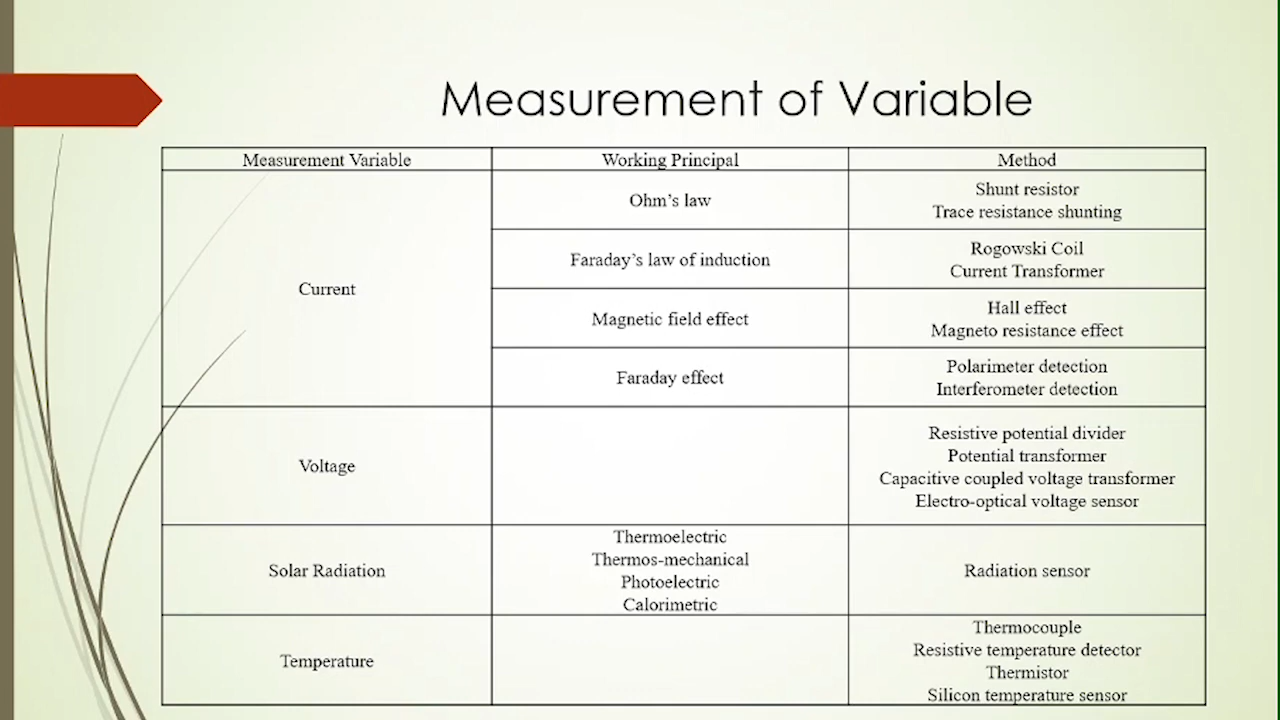 Measurement of Variable
Measurement Variable
Working Principal
Method
Current
Ohm's law
Shunt resistor
Trace resistance shunting
Faraday's law of induction
Rogowski Coil
Current Transformer
Magnetic field effect
Hall effect
Magneto resistance effect
Faraday effect
Polarimeter detection
Interferometer detection
Voltage
Resistive potential divider
Potential transformer
Capacitive coupled voltage transformer
Electro-optical voltage sensor
Solar Radiation
Thermoelectric
Thermos-mechanical
Photoelectric
Calorimetric
Radiation sensor
Temperature
Thermocouple
Resistive temperature detector
Thermistor
Silicon temperature sensor